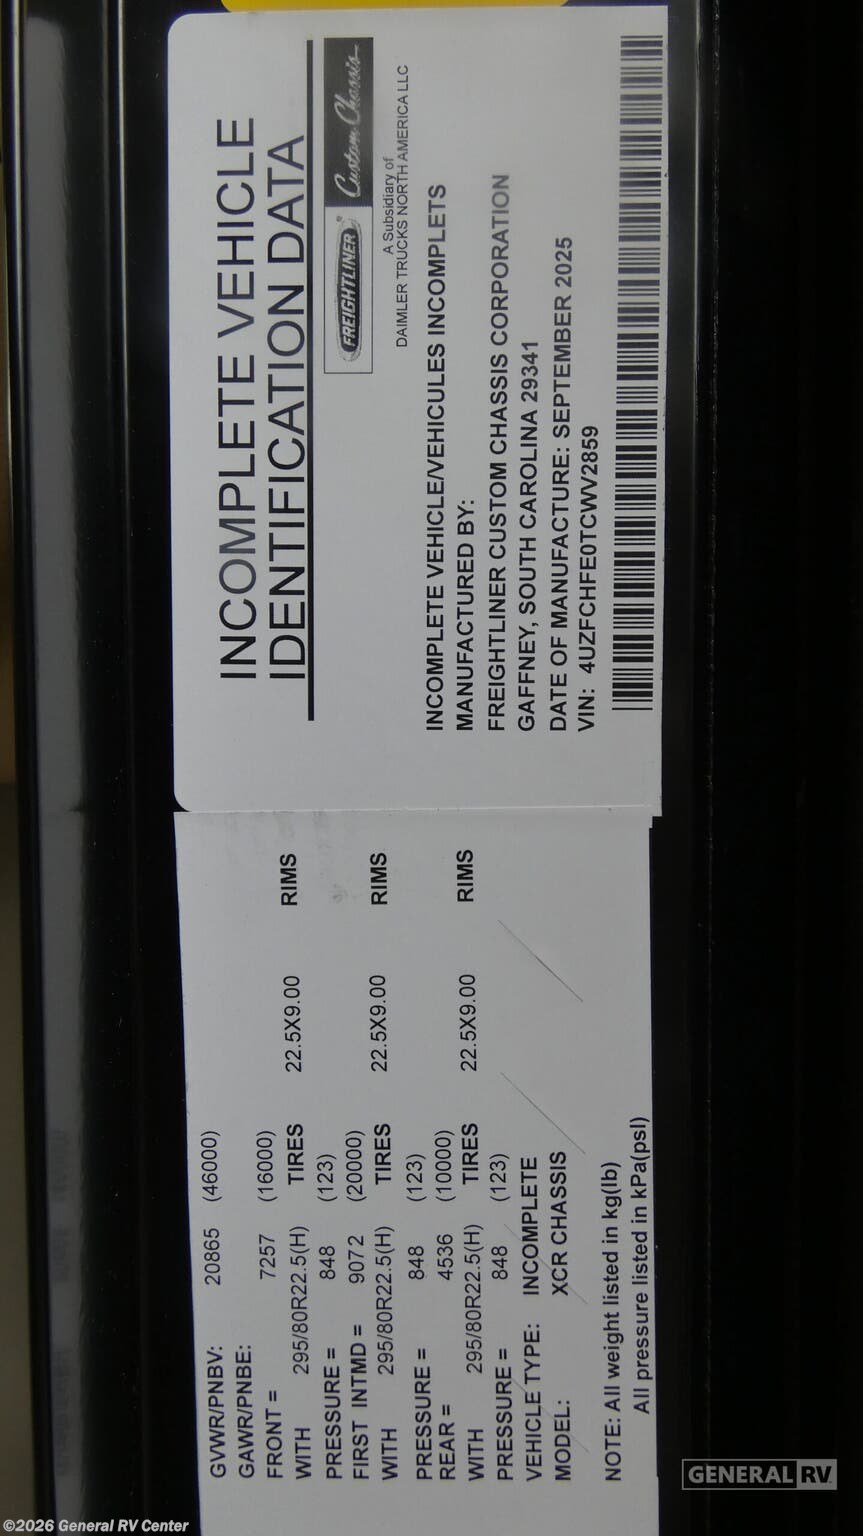 INCOMPLETE VEHICLE
IDENTIFICATION DATA
FREIGHTLINER® Custom Chassis
A Subsidiary of
DAIMLER TRUCKS NORTH AMERICA LLC
INCOMPLETE VEHICLE/VEHICULES INCOMPLETS
MANUFACTURED BY:
FREIGHTLINER CUSTOM CHASSIS CORPORATION
GAFFNEY, SOUTH CAROLINA 29341
DATE OF MANUFACTURE: SEPTEMBER 2025
VIN: 4UZFCHFE0TCWV2859
GVWR/PNBV: 20865 (46000)
GAWR/PNBE:
FRONT = 7257 (16000)
WITH 295/80R22.5(H) TIRES 22.5X9.00 RIMS
PRESSURE = 848 (123)
FIRST INTMD = 9072 (20000)
WITH 295/80R22.5(H) TIRES 22.5X9.00 RIMS
PRESSURE = 848 (123)
REAR = 4536 (10000)
WITH 295/80R22.5(H) TIRES 22.5X9.00 RIMS
PRESSURE = 848 (123)
VEHICLE TYPE: INCOMPLETE
MODEL: XCR CHASSIS
NOTE: All weight listed in kg(lb)
All pressure listed in kPa(psI)
GENERAL RV
©2026 General RV Center